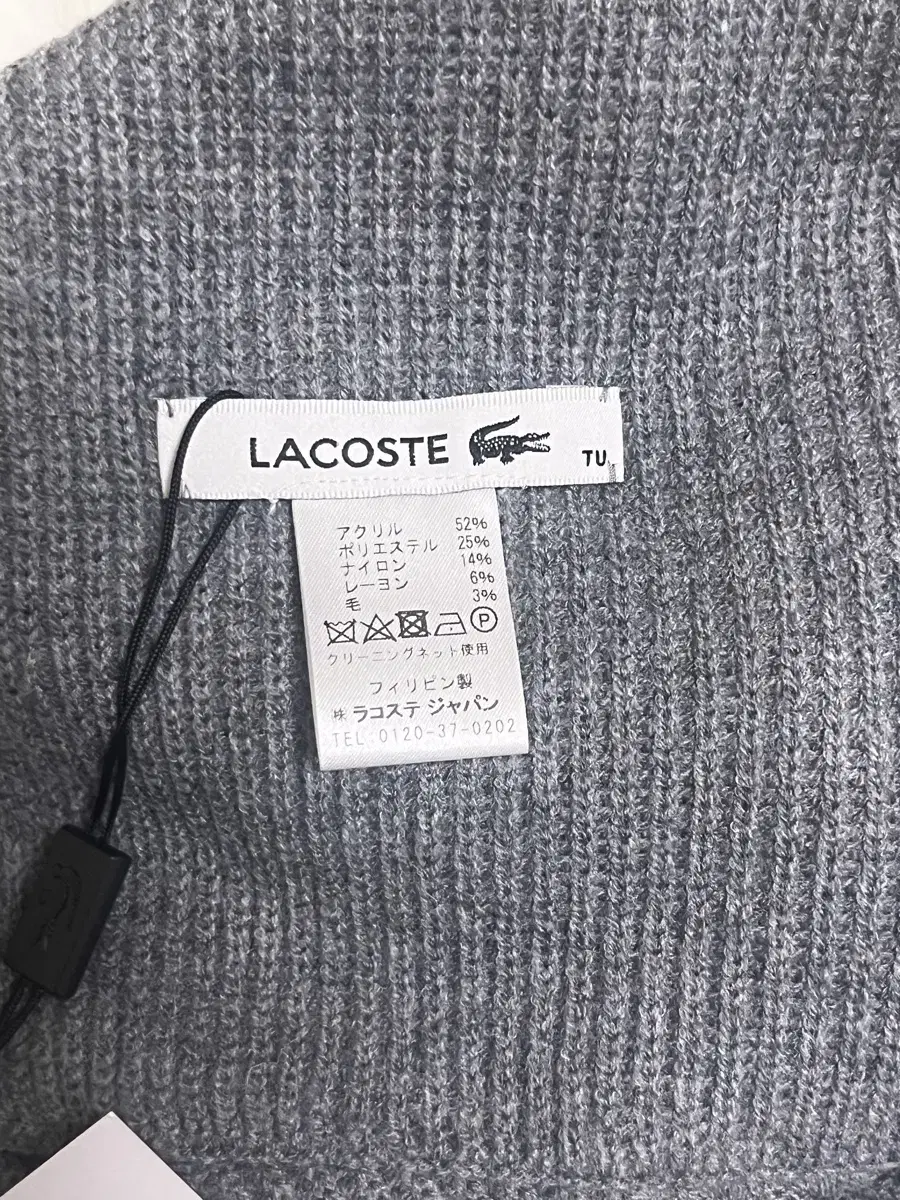 LACOSTE
TU
アクリル 52%
ポリエステル 25%
ナイロン 14%
レーヨン 6%
毛 3%
P
クリーニングネット使用
フィリピン製
㈱ ラコステ ジャパン
TEL.0120-37-0202